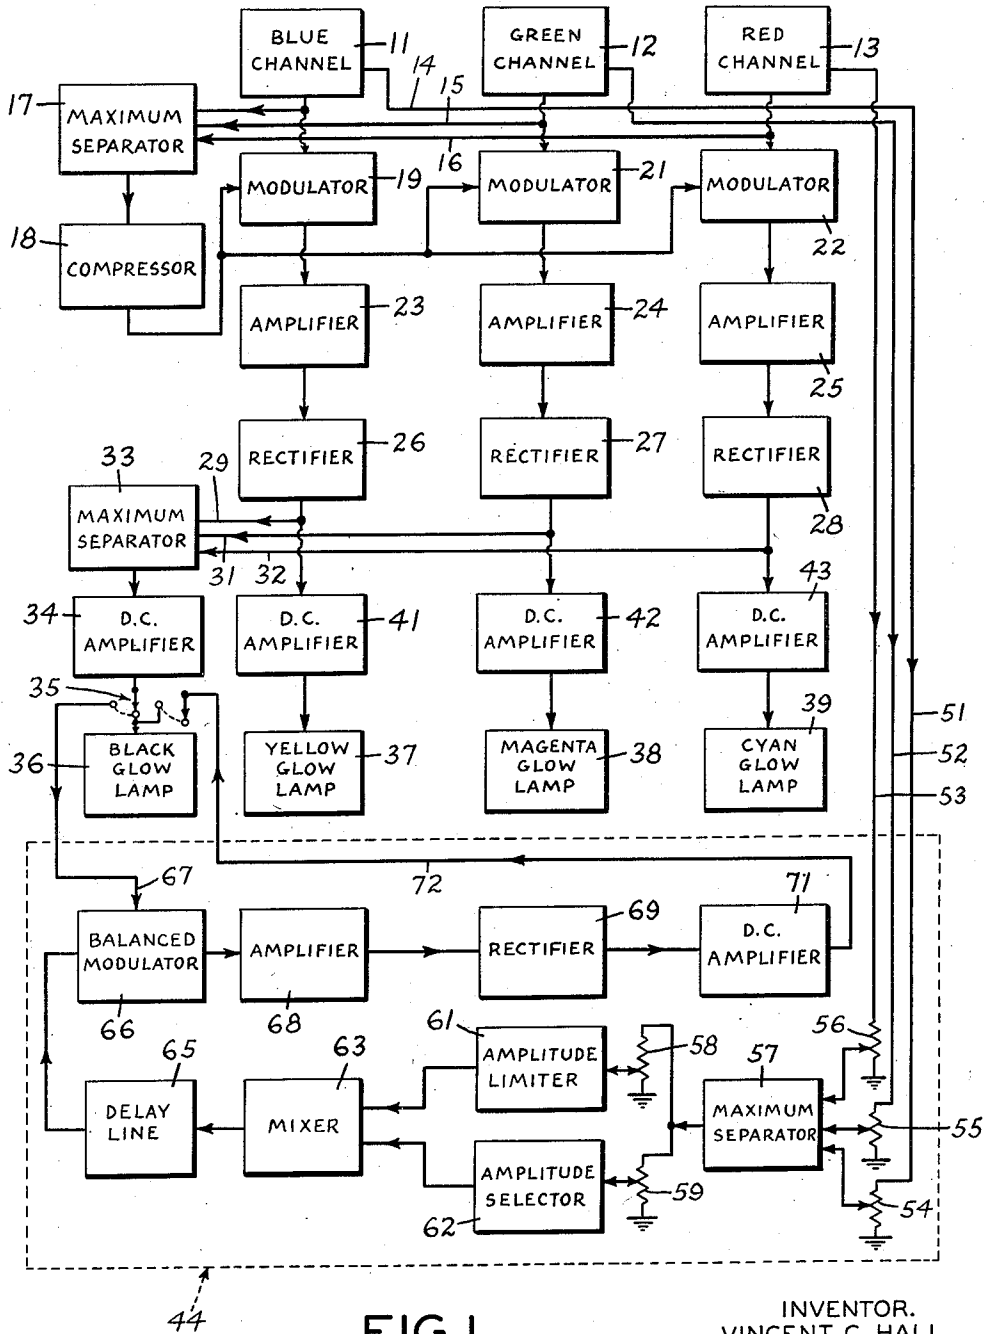 BLUE
CHANNEL
11
GREEN
CHANNEL
12
RED
CHANNEL
13
14
15
16
17
MAXIMUM
SEPARATOR
MODULATOR
19
MODULATOR
21
MODULATOR
22
18
COMPRESSOR
AMPLIFIER
23
AMPLIFIER
24
AMPLIFIER
25
RECTIFIER
26
RECTIFIER
27
RECTIFIER
28
33
29
MAXIMUM
SEPARATOR
31
32
34
D.C.
AMPLIFIER
D.C.
AMPLIFIER
41
D.C.
AMPLIFIER
42
43
D.C.
AMPLIFIER
35
36
BLACK
GLOW
LAMP
YELLOW
GLOW
LAMP
37
MAGENTA
GLOW
LAMP
38
39
CYAN
GLOW
LAMP
51
52
53
67
72
BALANCED
MODULATOR
66
AMPLIFIER
68
RECTIFIER
69
71
D.C.
AMPLIFIER
65
DELAY
LINE
63
MIXER
61
AMPLITUDE
LIMITER
58
AMPLITUDE
SELECTOR
62
59
57
MAXIMUM
SEPARATOR
56
55
54
44
FIG.1.
INVENTOR.
VINCENT C. HALL